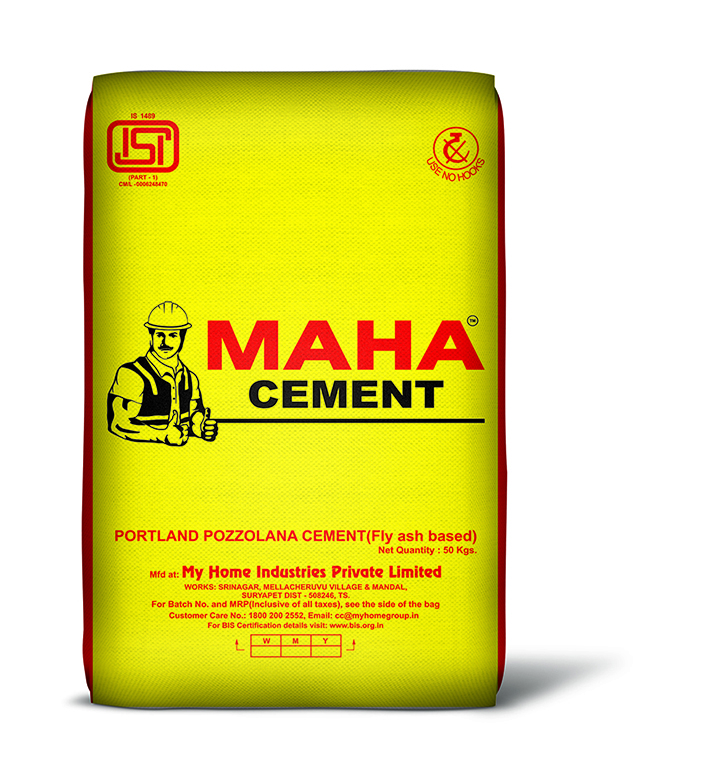 IS 1489
ISI
(PART - 1)
CM/L -0006248470
USE NO HOOKS
MAHA™
CEMENT
PORTLAND POZZOLANA CEMENT(Fly ash based)
Net Quantity : 50 Kgs.
Mfd at: My Home Industries Private Limited
WORKS: SRINAGAR, MELLACHERUVU VILLAGE & MANDAL,
SURYAPET DIST - 508246, TS.
For Batch No. and MRP(Inclusive of all taxes), see the side of the bag
Customer Care No.: 1800 200 2552, Email: cc@myhomegroup.in
For BIS Certification details visit: www.bis.org.in
W M Y